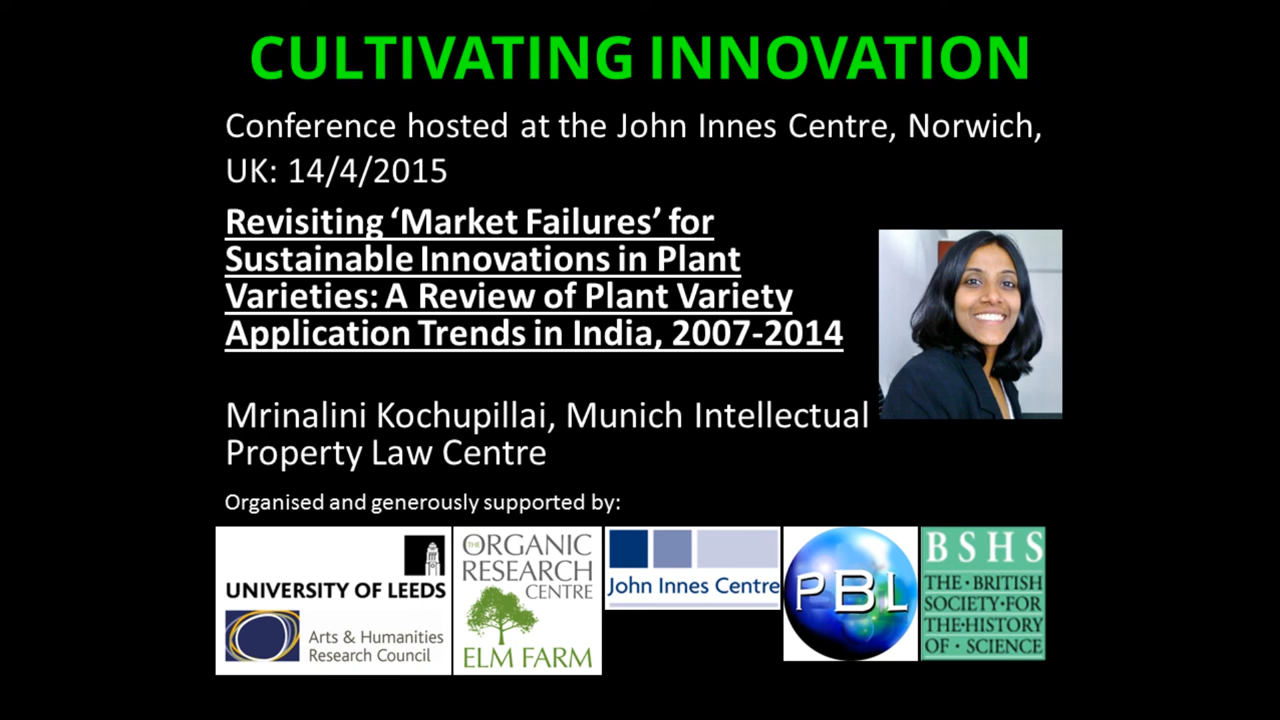 CULTIVATING INNOVATION
Conference hosted at the John Innes Centre, Norwich,
UK: 14/4/2015
Revisiting ‘Market Failures’ for
Sustainable Innovations in Plant
Varieties: A Review of Plant Variety
Application Trends in India, 2007-2014
Mrinalini Kochupillai, Munich Intellectual
Property Law Centre
Organised and generously supported by:
UNIVERSITY OF LEEDS
Arts & Humanities
Research Council
THE
ORGANIC
RESEARCH
CENTRE
ELM FARM
John Innes Centre
PBL
BSHS
THE · BRITISH
SOCIETY·FOR
THE·HISTORY
OF · SCIENCE